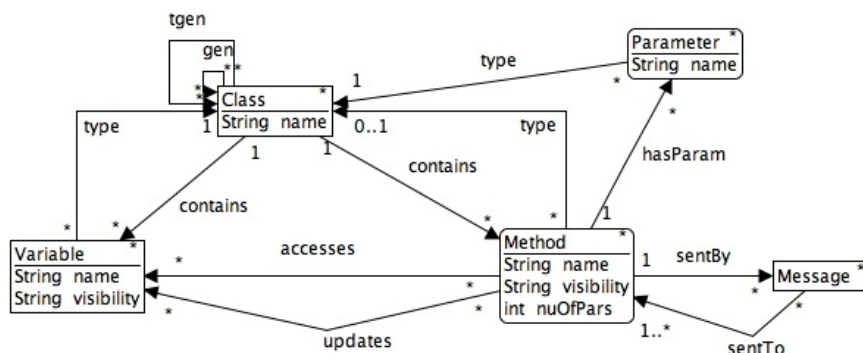 tgen
gen
* *
*
*
Class *
String name
Parameter *
String name
type
1
*
type
1
0..1
type
*
1
1
contains
contains
hasParam
*
1
*
*
*
*
Variable *
String name
String visibility
accesses
*
*
Method *
String name
String visibility
int nuOfPars
1 sentBy
*
Message *
*
*
updates
1..*
*
sentTo